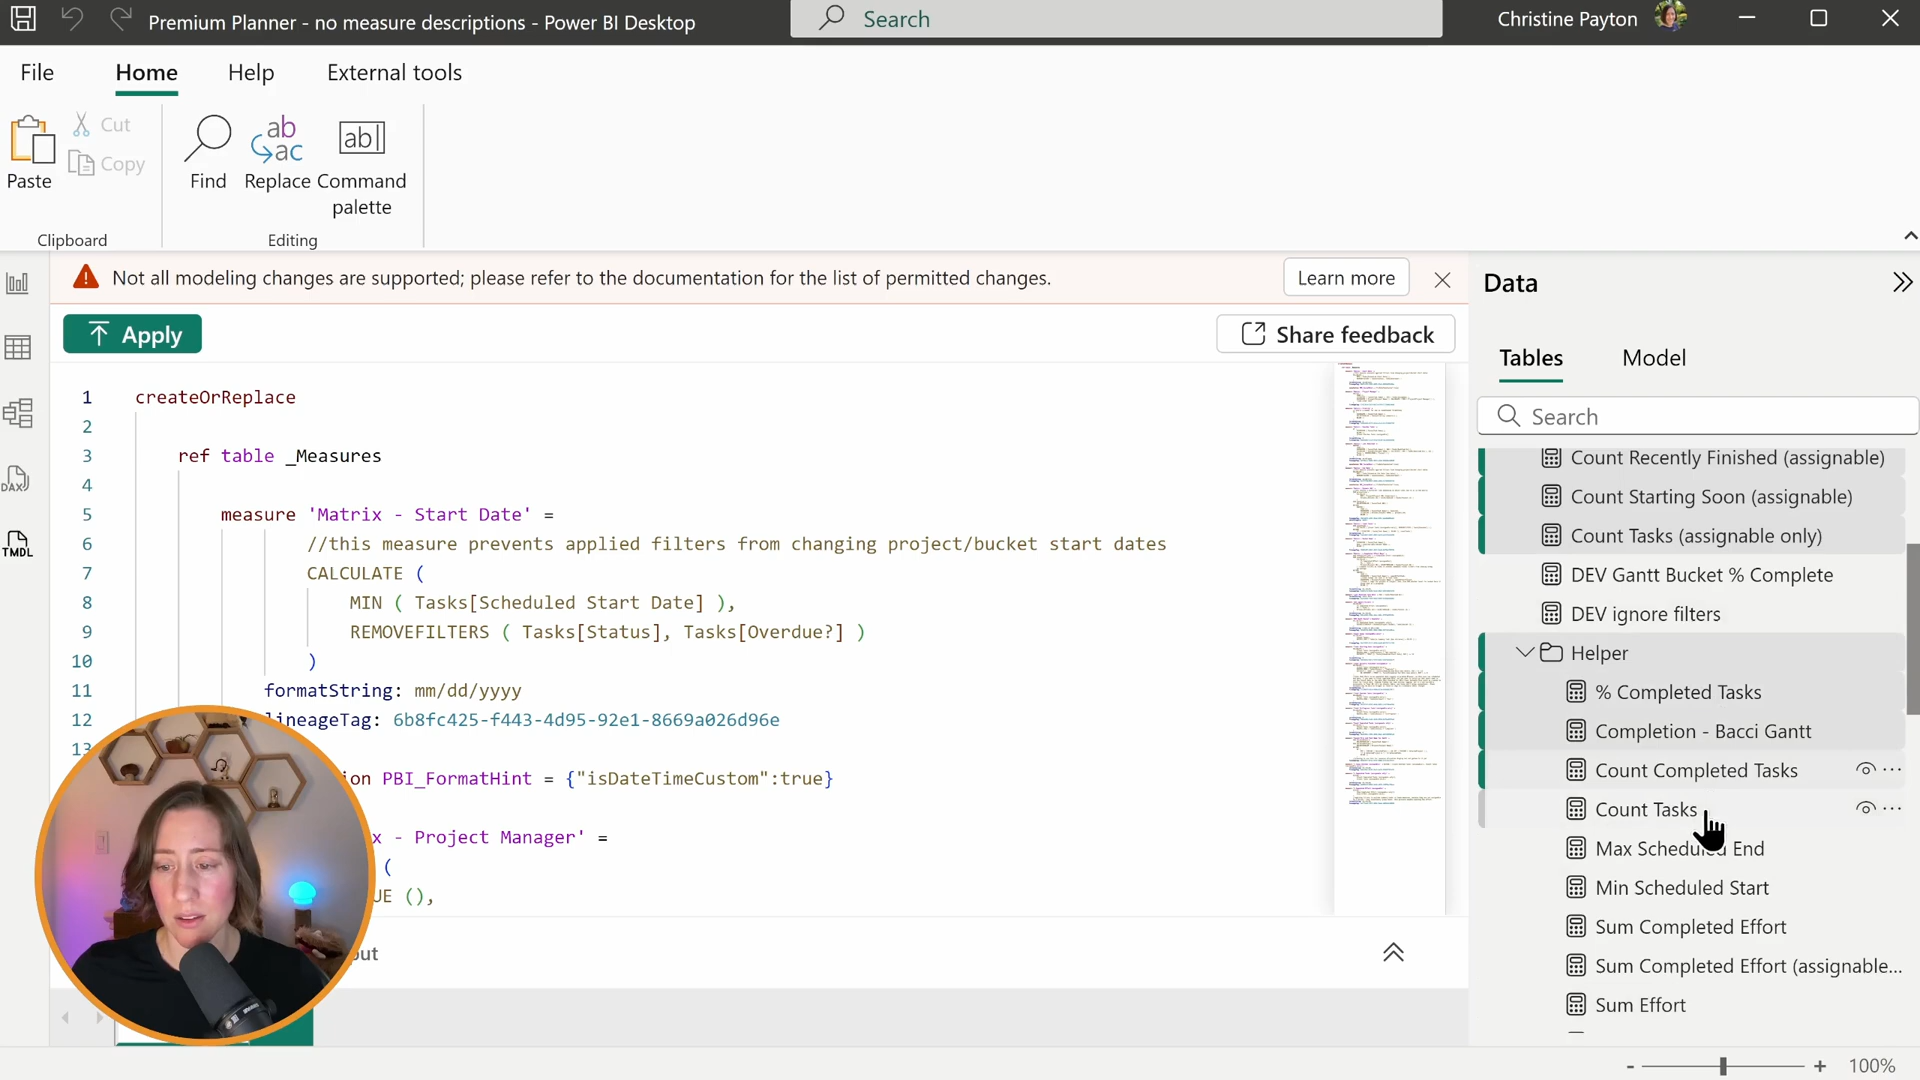 Premium Planner - no measure descriptions - Power BI Desktop
Search
Christine Payton
File
Home
Help
External tools
Paste
Cut
Copy
Find
Replace
Command palette
Clipboard
Editing
Not all modeling changes are supported; please refer to the documentation for the list of permitted changes.
Learn more
Apply
Share feedback
1 createOrReplace
2
3 ref table _Measures
4
5 measure 'Matrix - Start Date' =
6 //this measure prevents applied filters from changing project/bucket start dates
7 CALCULATE (
8 MIN ( Tasks[Scheduled Start Date] ),
9 REMOVEFILTERS ( Tasks[Status], Tasks[Overdue?] )
10 )
11 formatString: mm/dd/yyyy
12 lineageTag: 6b8fc425-f443-4d95-92e1-8669a026d96e
13
PBI_FormatHint = {"isDateTimeCustom":true}
- Project Manager' =
(
(),
DAX
TMDL
Data
Tables
Model
Search
Count Recently Finished (assignable)
Count Starting Soon (assignable)
Count Tasks (assignable only)
DEV Gantt Bucket % Complete
DEV ignore filters
Helper
% Completed Tasks
Completion - Bacci Gantt
Count Completed Tasks
Count Tasks
Max Scheduled End
Min Scheduled Start
Sum Completed Effort
Sum Completed Effort (assignable...
Sum Effort
- + 100%